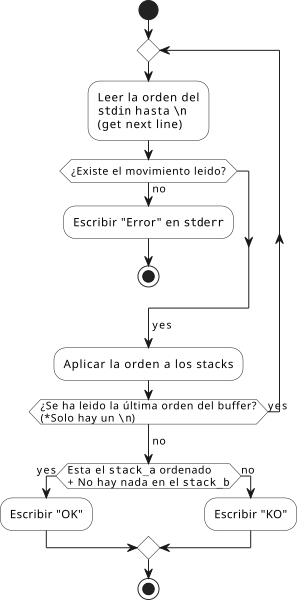 Leer la orden del
stdin hasta \n
(get next line)
¿Existe el movimiento leido?
no
Escribir "Error" en stderr
yes
Aplicar la orden a los stacks
¿Se ha leido la última orden del buffer?
(*Solo hay un \n)
yes
no
Esta el stack_a ordenado
+ No hay nada en el stack_b
yes
no
Escribir "OK"
Escribir "KO"